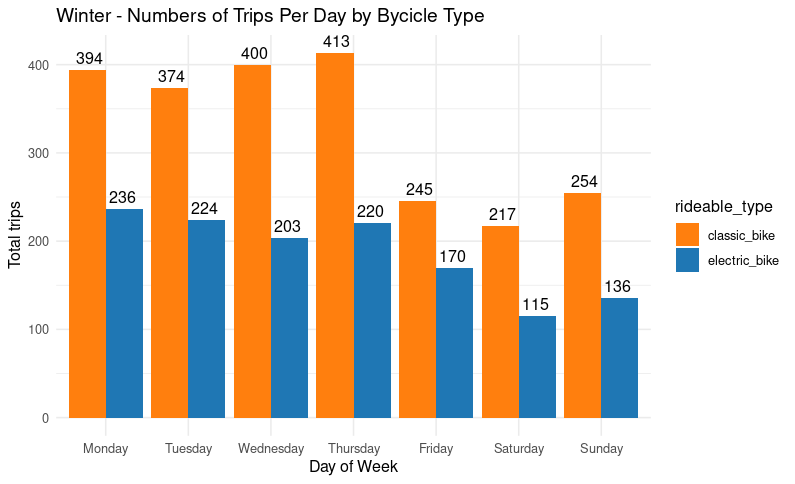 Winter - Numbers of Trips Per Day by Bycicle Type
Total trips
400
300
200
100
0
394
236
374
224
400
203
413
220
245
170
217
115
254
136
Monday Tuesday Wednesday Thursday Friday Saturday Sunday
Day of Week
rideable_type
classic_bike
electric_bike